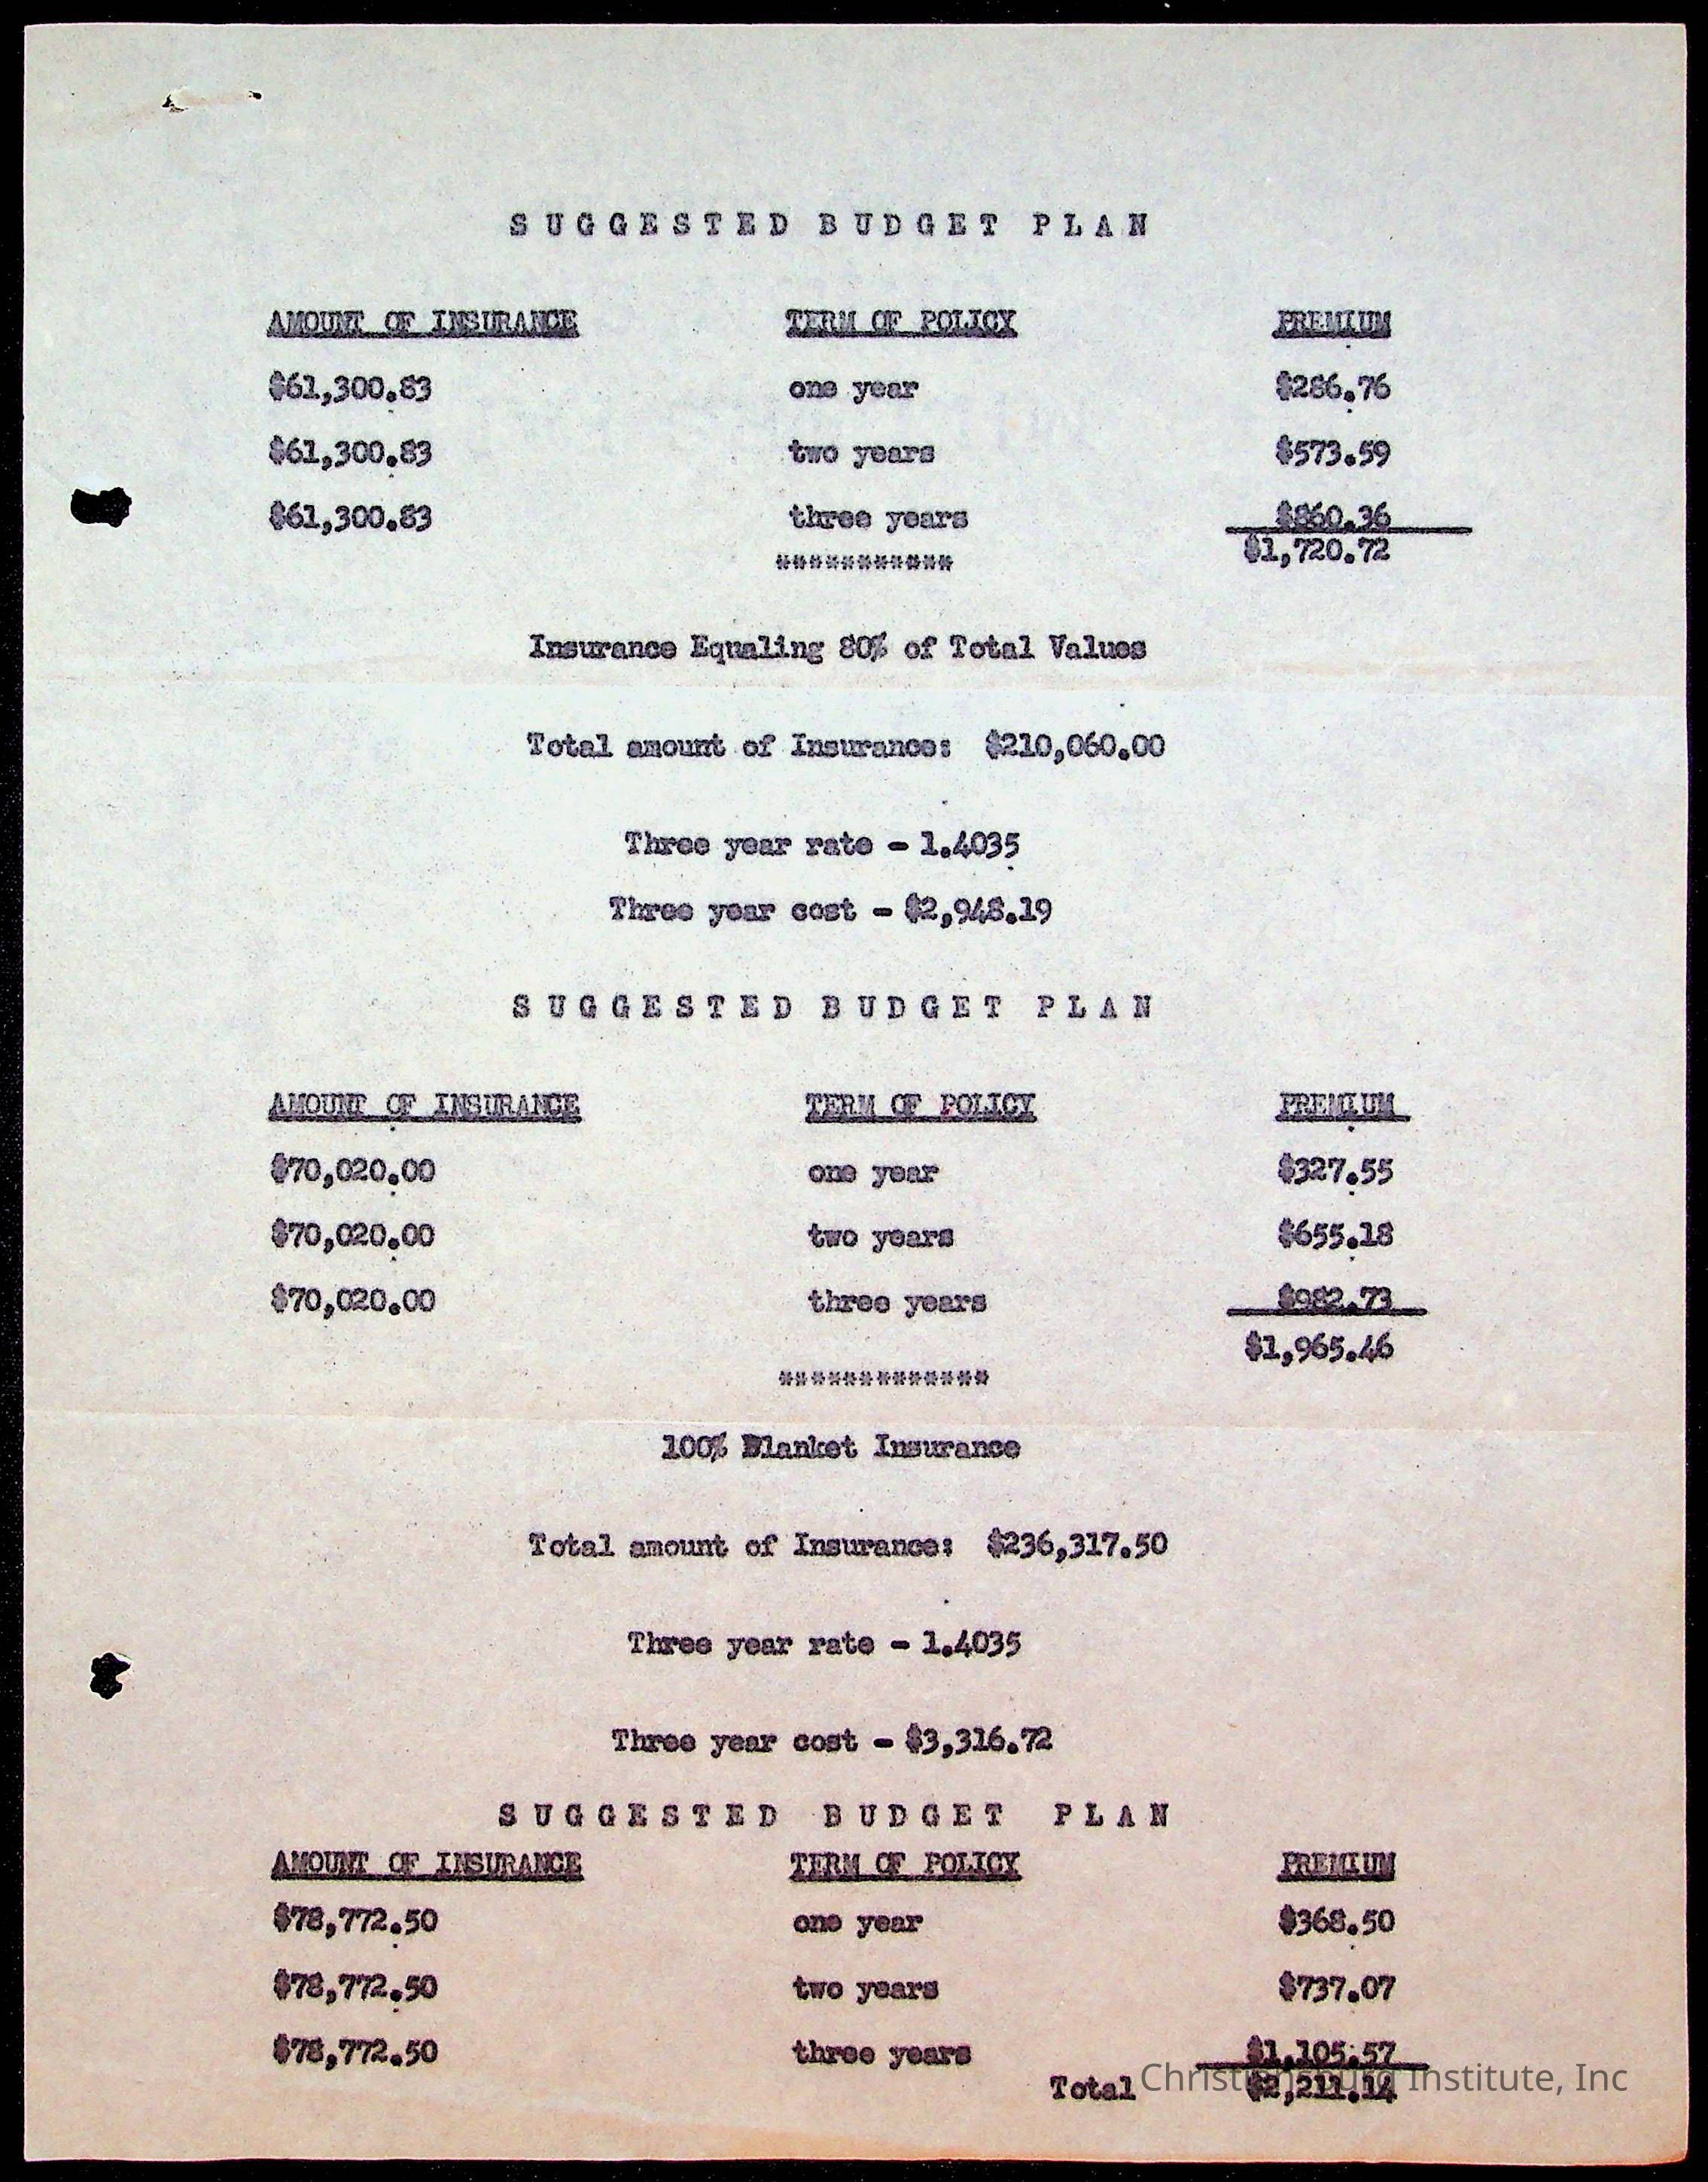 SUGGESTED BUDGET PLAN
AMOUNT OF INSURANCE TERM OF POLICY PREMIUM
$61,300.83 one year $286.76
$61,300.83 two years $573.59
$61,300.83 three years $860.36
*********** $1,720.72
Insurance Equaling 80% of Total Values
Total amount of Insurance: $210,060.00
Three year rate - 1.4035
Three year cost - $2,948.19
SUGGESTED BUDGET PLAN
AMOUNT OF INSURANCE TERM OF POLICY PREMIUM
$70,020.00 one year $327.55
$70,020.00 two years $655.18
$70,020.00 three years $982.73
$1,965.46
*************
100% Blanket Insurance
Total amount of Insurance: $236,317.50
Three year rate - 1.4035
Three year cost - $3,316.72
SUGGESTED BUDGET PLAN
AMOUNT OF INSURANCE TERM OF POLICY PREMIUM
$78,772.50 one year $368.50
$78,772.50 two years $737.07
$78,772.50 three years $1,105.57
Total $2,211.14
Christiansburg Institute, Inc